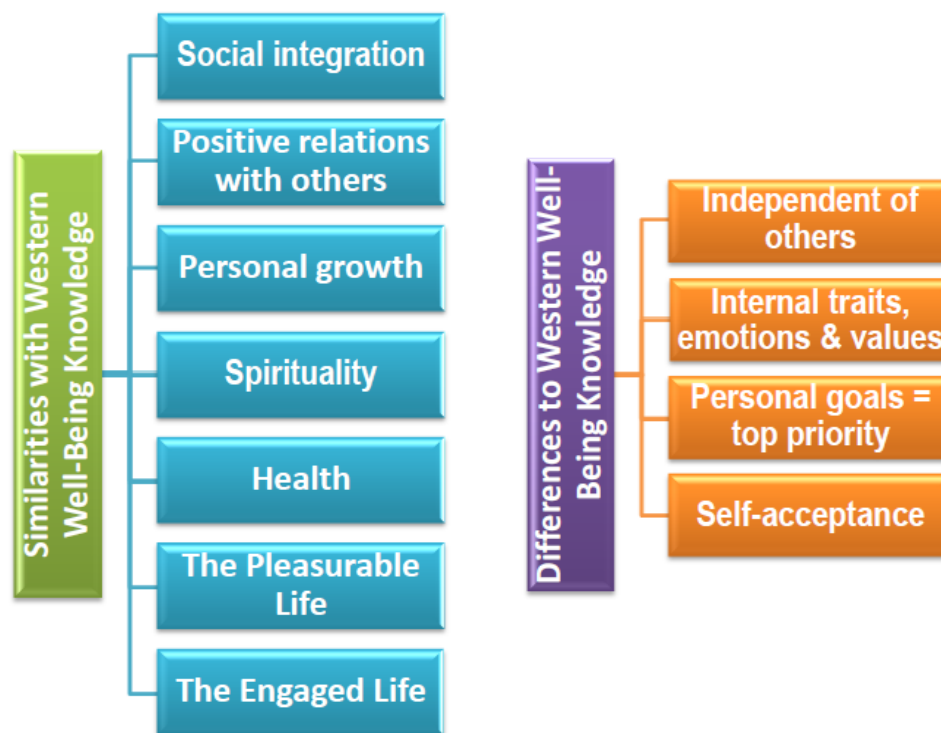 Similarities with Western
Well-Being Knowledge
Social integration
Positive relations
with others
Personal growth
Spirituality
Health
The Pleasurable
Life
The Engaged Life
Differences to Western Well-
Being Knowledge
Independent of
others
Internal traits,
emotions & values
Personal goals =
top priority
Self-acceptance